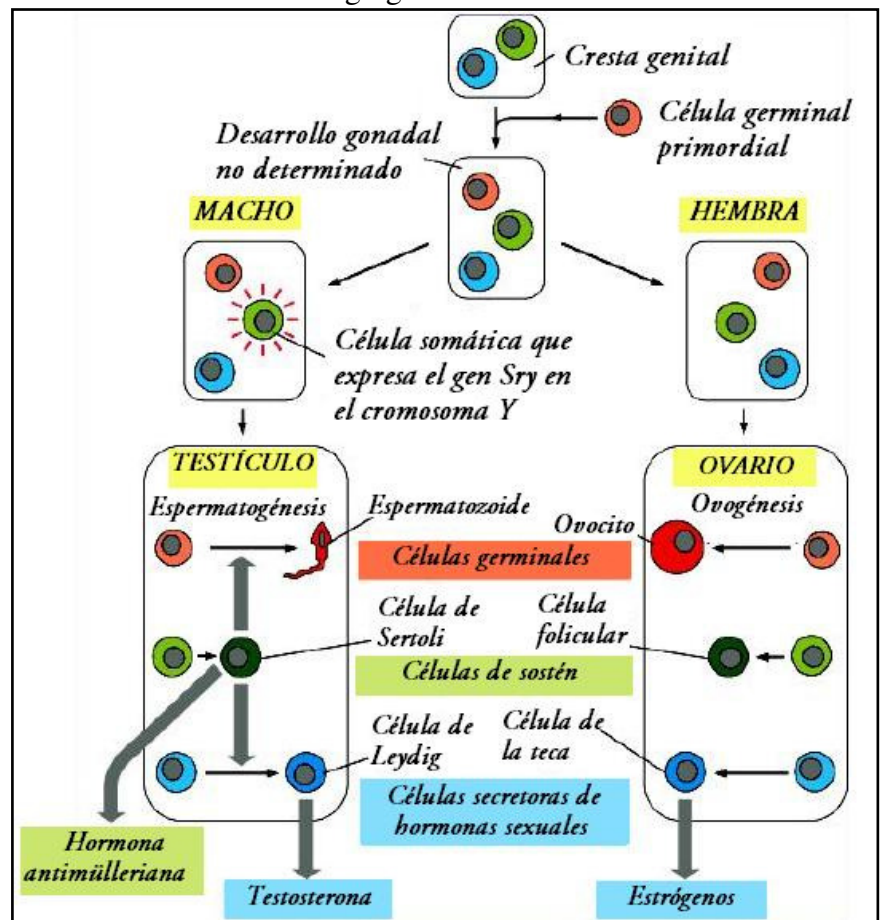 Cresta genital
Célula germinal
primordial
Desarrollo gonadal
no determinado
MACHO
HEMBRA
Célula somática que
expresa el gen Sry en
el cromosoma Y
TESTÍCULO
Espermatogénesis
Espermatozoide
OVARIO
Ovogénesis
Ovocito
Células germinales
Célula de
Sertoli
Célula
folicular
Células de sostén
Célula de
Leydig
Célula de
la teca
Células secretoras de
hormonas sexuales
Hormona
antimülleriana
Testosterona
Estrógenos